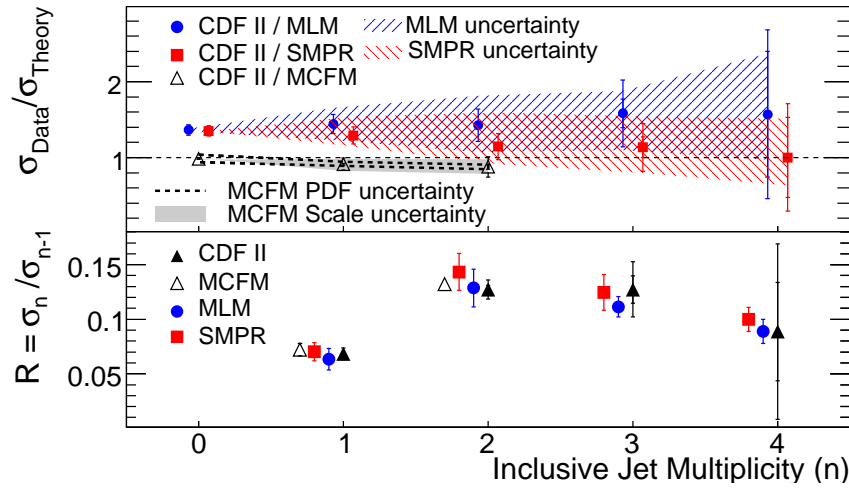 CDF II / MLM MLM uncertainty
CDF II / SMPR SMPR uncertainty
CDF II / MCFM
σData/σTheory
2
1
MCFM PDF uncertainty
MCFM Scale uncertainty
R = σn/σn-1
0.15
0.1
0.05
CDF II
MCFM
MLM
SMPR
0 1 2 3 4
Inclusive Jet Multiplicity (n)